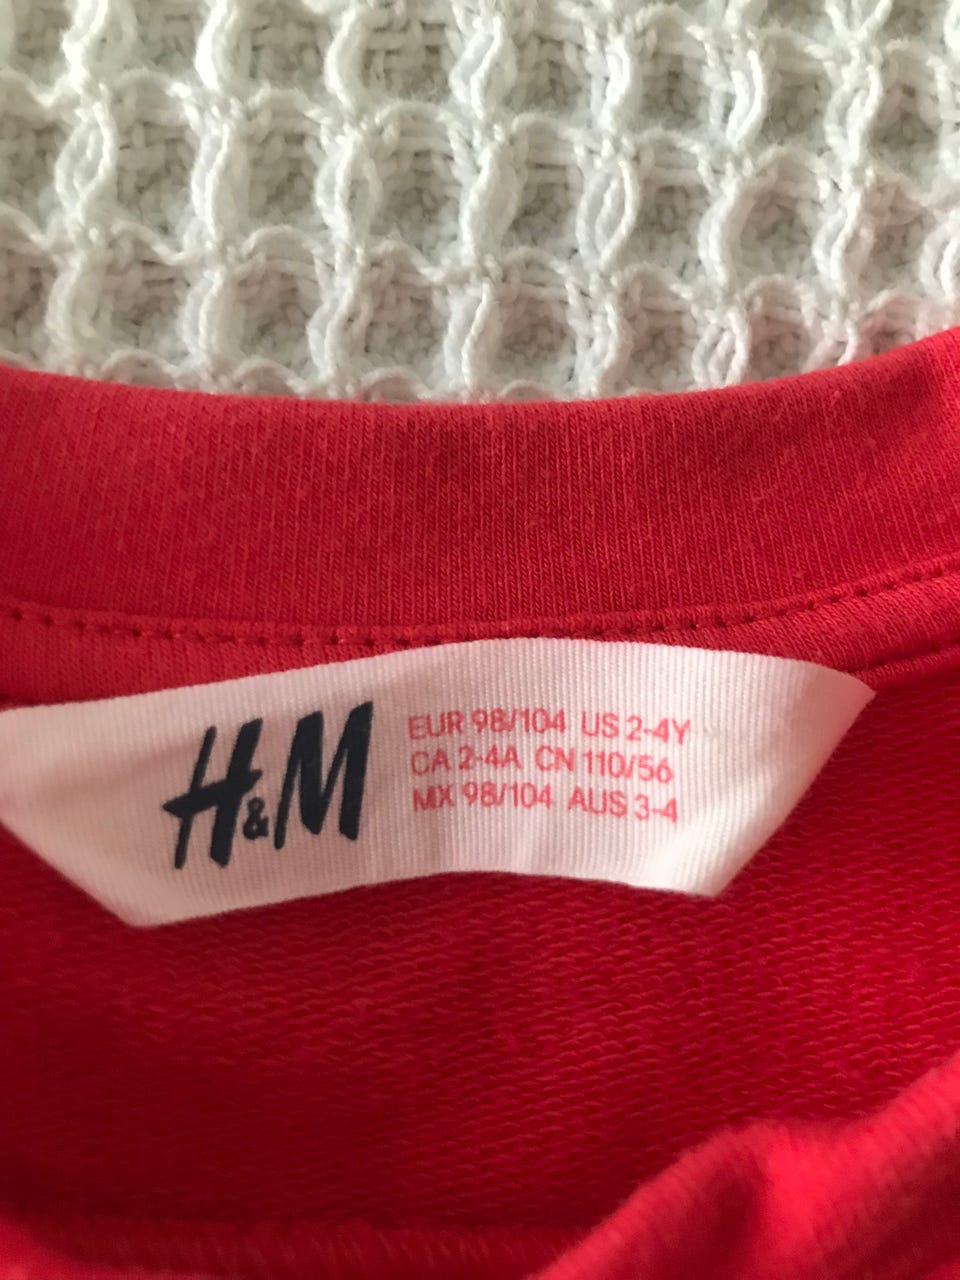 H&M
EUR 98/104 US 2-4Y
CA 2-4A CN 110/56
MX 98/104 AUS 3-4